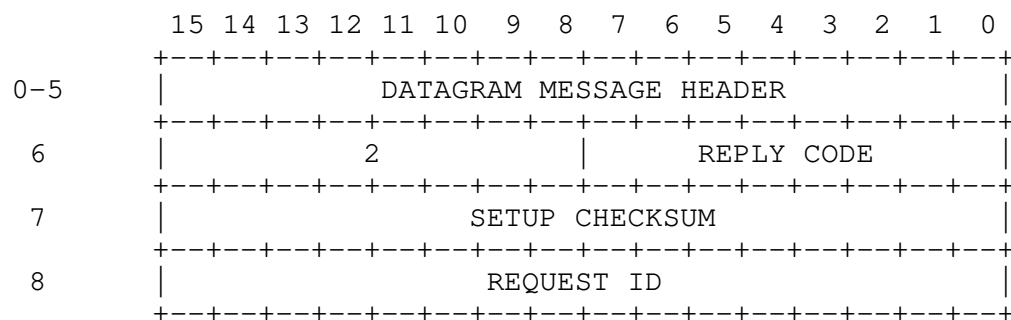 15 14 13 12 11 10 9 8 7 6 5 4 3 2 1 0
+--+--+--+--+--+--+--+--+--+--+--+--+--+--+--+--+
0-5 | DATAGRAM MESSAGE HEADER |
+--+--+--+--+--+--+--+--+--+--+--+--+--+--+--+--+
6 | 2 | REPLY CODE |
+--+--+--+--+--+--+--+--+--+--+--+--+--+--+--+--+
7 | SETUP CHECKSUM |
+--+--+--+--+--+--+--+--+--+--+--+--+--+--+--+--+
8 | REQUEST ID |
+--+--+--+--+--+--+--+--+--+--+--+--+--+--+--+--+